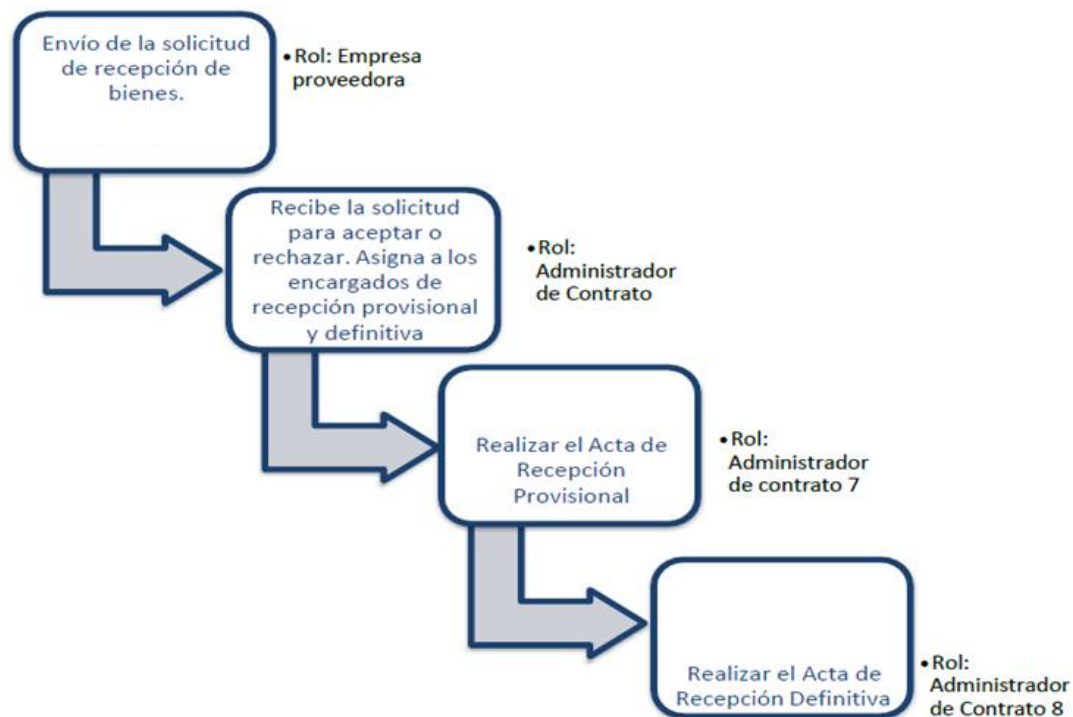 Envío de la solicitud
de recepción de
bienes.
•Rol: Empresa
proveedora
Recibe la solicitud
para aceptar o
rechazar. Asigna a los
encargados de
recepción provisional
y definitiva
•Rol:
Administrador
de Contrato
Realizar el Acta de
Recepción
Provisional
•Rol:
Administrador
de contrato 7
Realizar el Acta de
Recepción Definitiva
•Rol:
Administrador
de Contrato 8